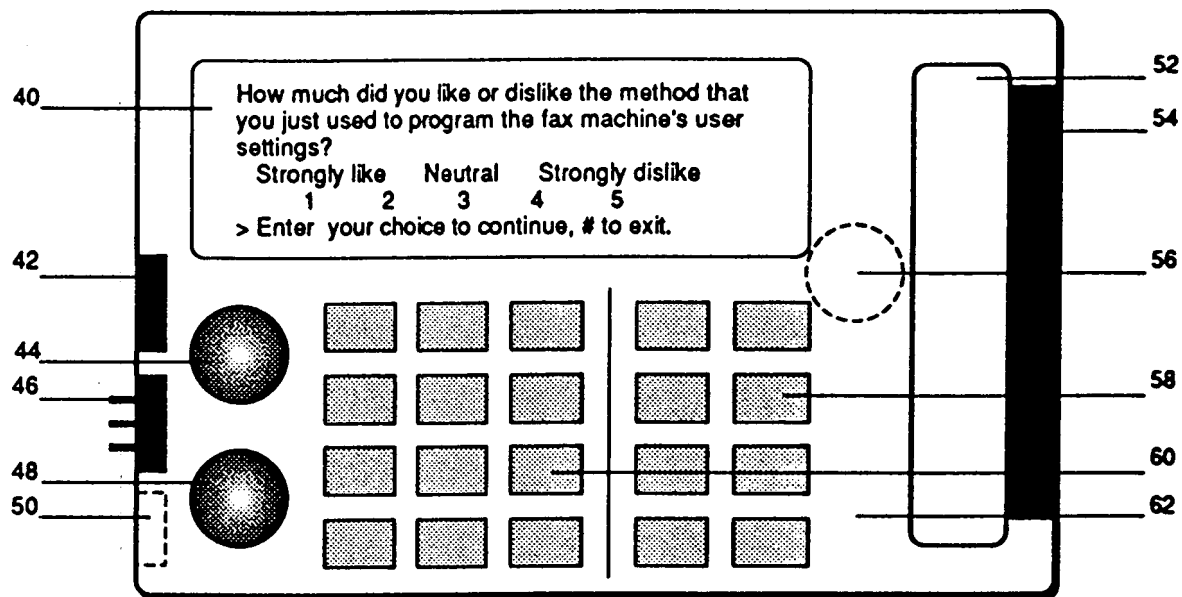 40
How much did you like or dislike the method that
you just used to program the fax machine's user
settings?
Strongly like Neutral Strongly dislike
1 2 3 4 5
> Enter your choice to continue, # to exit.
42
44
46
48
50
52
54
56
58
60
62